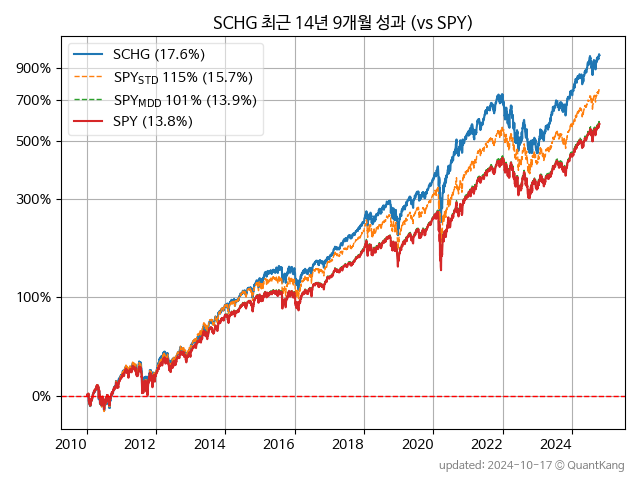 SCHG 최근 14년 9개월 성과 (vs SPY)
SCHG (17.6%)
SPY_STD 115% (15.7%)
SPY_MDD 101% (13.9%)
SPY (13.8%)
900%
700%
500%
300%
100%
0%
2010 2012 2014 2016 2018 2020 2022 2024
updated: 2024-10-17 © QuantKang